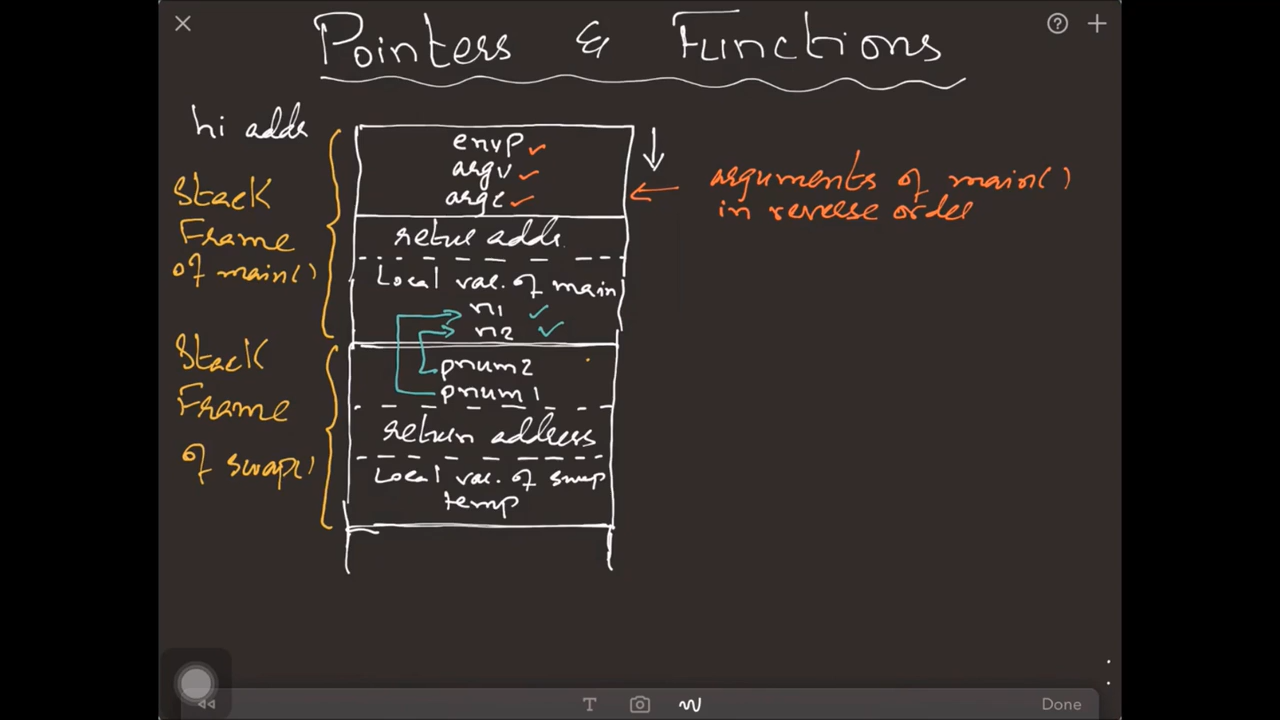 Pointers & Functions
hi addr
envp
argv
argc
arguments of main()
in reverse order
Stack
Frame
of main()
retur addr.
Local var. of main
n1
n2
Stack
Frame
of swap()
pnum2
pnum1
return address
Local var. of swap
temp
T
Done